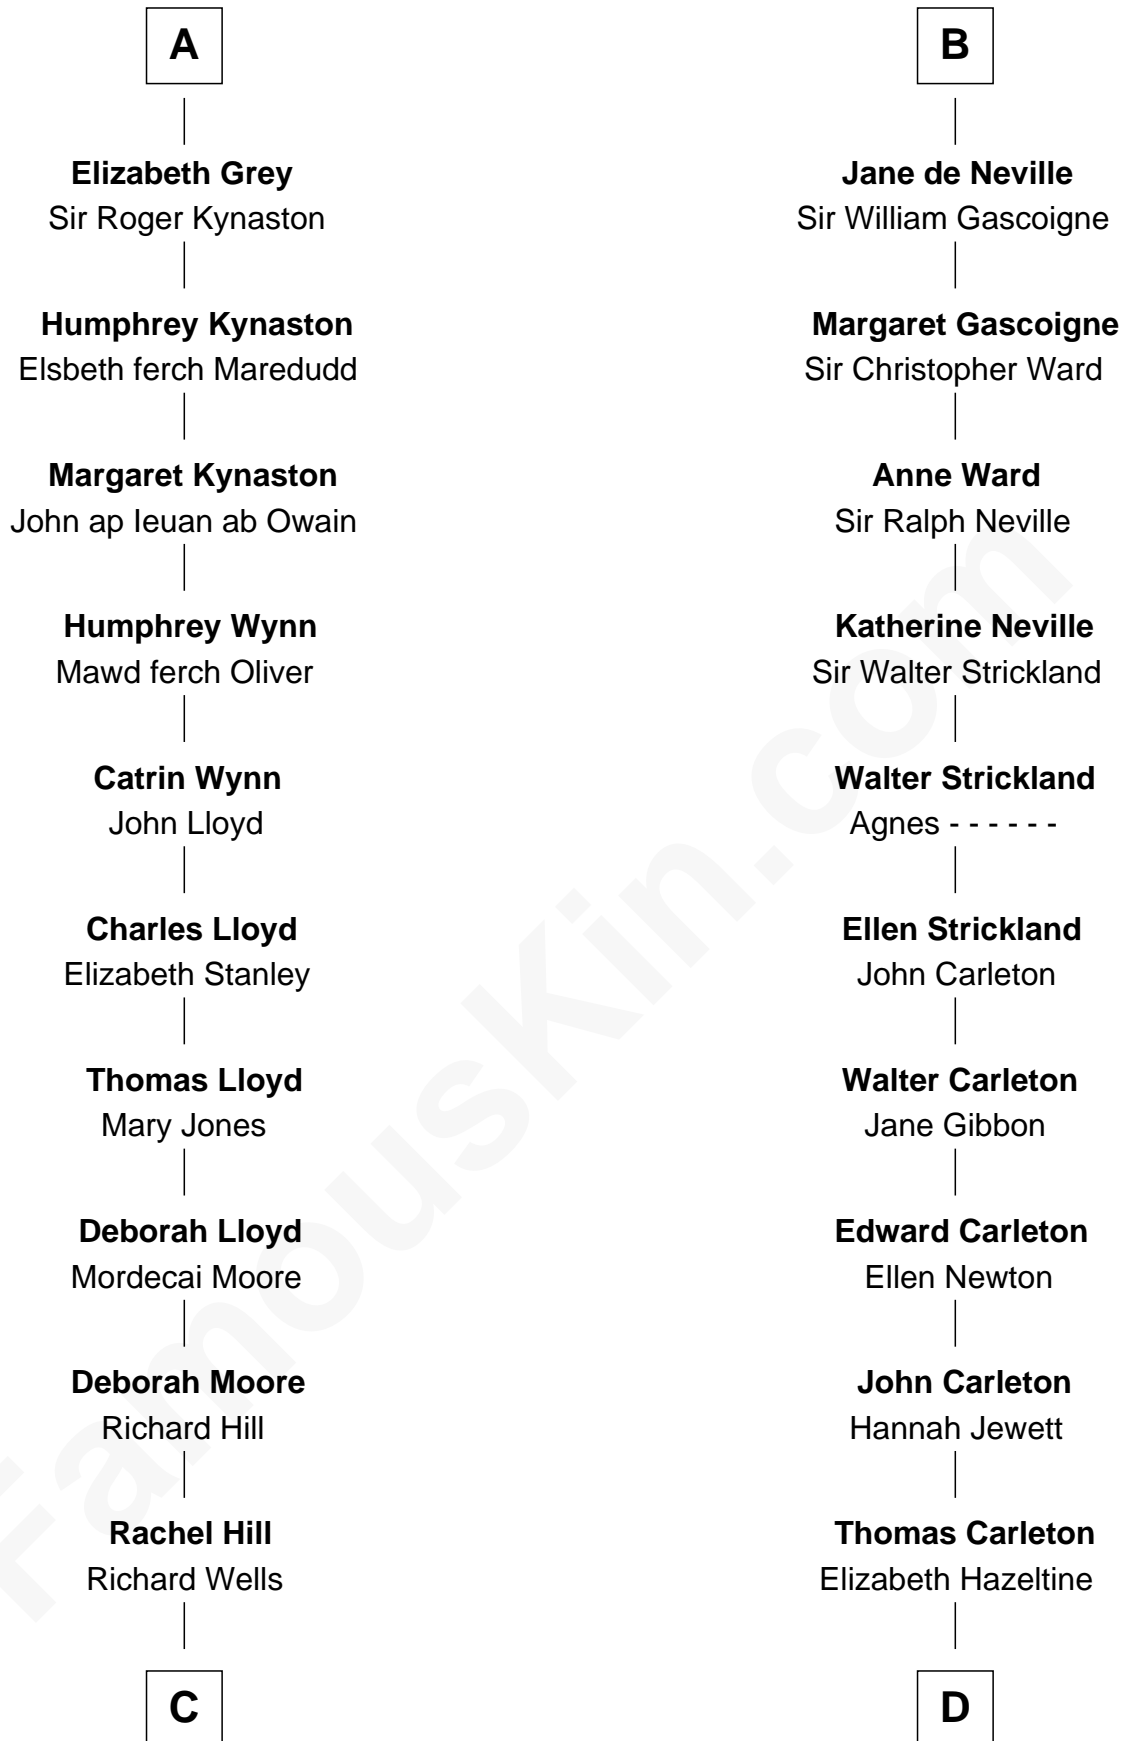 A
Elizabeth Grey
Sir Roger Kynaston
Humphrey Kynaston
Elsbeth ferch Maredudd
Margaret Kynaston
John ap Ieuan ab Owain
Humphrey Wynn
Mawd ferch Oliver
Catrin Wynn
John Lloyd
Charles Lloyd
Elizabeth Stanley
Thomas Lloyd
Mary Jones
Deborah Lloyd
Mordecai Moore
Deborah Moore
Richard Hill
Rachel Hill
Richard Wells
C
B
Jane de Neville
Sir William Gascoigne
Margaret Gascoigne
Sir Christopher Ward
Anne Ward
Sir Ralph Neville
Katherine Neville
Sir Walter Strickland
Walter Strickland
Agnes - - - - - -
Ellen Strickland
John Carleton
Walter Carleton
Jane Gibbon
Edward Carleton
Ellen Newton
John Carleton
Hannah Jewett
Thomas Carleton
Elizabeth Hazeltine
D
FamousKin.com